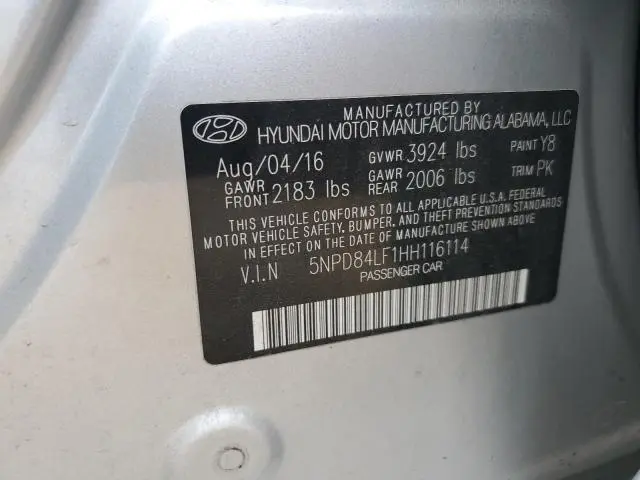 MANUFACTURED BY
HYUNDAI MOTOR MANUFACTURING ALABAMA, LLC
Aug/04/16 GVWR 3924 lbs PAINT Y8
GAWR FRONT 2183 lbs GAWR REAR 2006 lbs TRIM PK
THIS VEHICLE CONFORMS TO ALL APPLICABLE U.S.A. FEDERAL
MOTOR VEHICLE SAFETY, BUMPER, AND THEFT PREVENTION STANDARDS
IN EFFECT ON THE DATE OF MANUFACTURE SHOWN ABOVE
V.I.N 5NPD84LF1HH116114
PASSENGER CAR